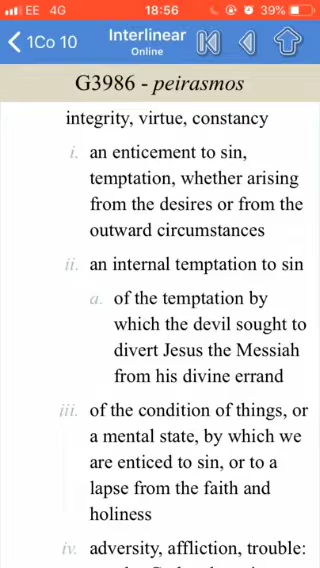 EE 4G 18:56 39%
1Co 10 Interlinear
Online
G3986 - peirasmos
integrity, virtue, constancy
i. an enticement to sin,
temptation, whether arising
from the desires or from the
outward circumstances
ii. an internal temptation to sin
a. of the temptation by
which the devil sought to
divert Jesus the Messiah
from his divine errand
iii. of the condition of things, or
a mental state, by which we
are enticed to sin, or to a
lapse from the faith and
holiness
iv. adversity, affliction, trouble: